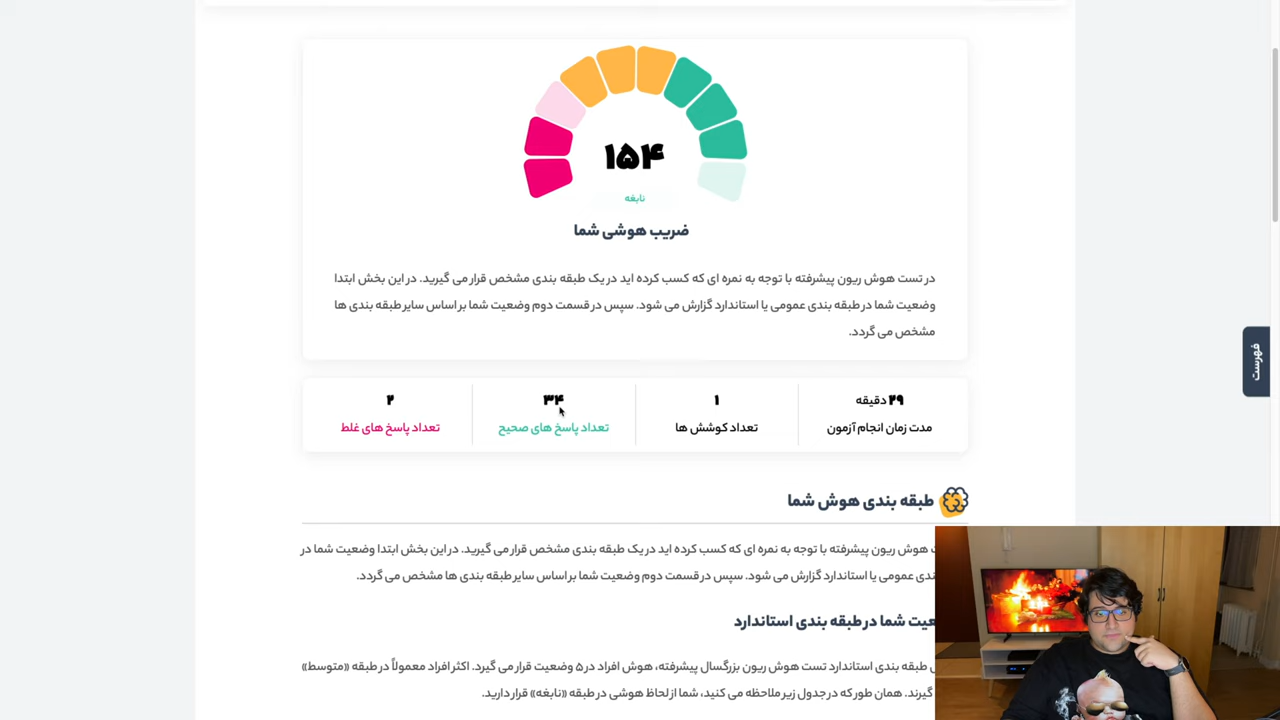 ۱۵۴
نابغه
ضریب هوشی شما
در تست هوش ریون پیشرفته با توجه به نمره ای که کسب کرده اید در یک طبقه بندی مشخص قرار می گیرید. در این بخش ابتدا
وضعیت شما در طبقه بندی عمومی یا استاندارد گزارش می شود. سپس در قسمت دوم وضعیت شما بر اساس سایر طبقه بندی ها
مشخص می گردد.
۲۹ دقیقه
مدت زمان انجام آزمون
۱
تعداد کوشش ها
۳۴
تعداد پاسخ های صحیح
۲
تعداد پاسخ های غلط
فهرست
طبقه بندی هوش شما
هوش ریون پیشرفته با توجه به نمره ای که کسب کرده اید در یک طبقه بندی مشخص قرار می گیرید. در این بخش ابتدا وضعیت شما در
ندی عمومی یا استاندارد گزارش می شود. سپس در قسمت دوم وضعیت شما بر اساس سایر طبقه بندی ها مشخص می گردد.
عیت شما در طبقه بندی استاندارد
طبقه بندی استاندارد تست هوش ریون بزرگسال پیشرفته، هوش افراد در ۵ وضعیت قرار می گیرد. اکثر افراد معمولاً در طبقه «متوسط»
گیرند. همان طور که در جدول زیر ملاحظه می کنید، شما از لحاظ هوشی در طبقه «نابغه» قرار دارید.